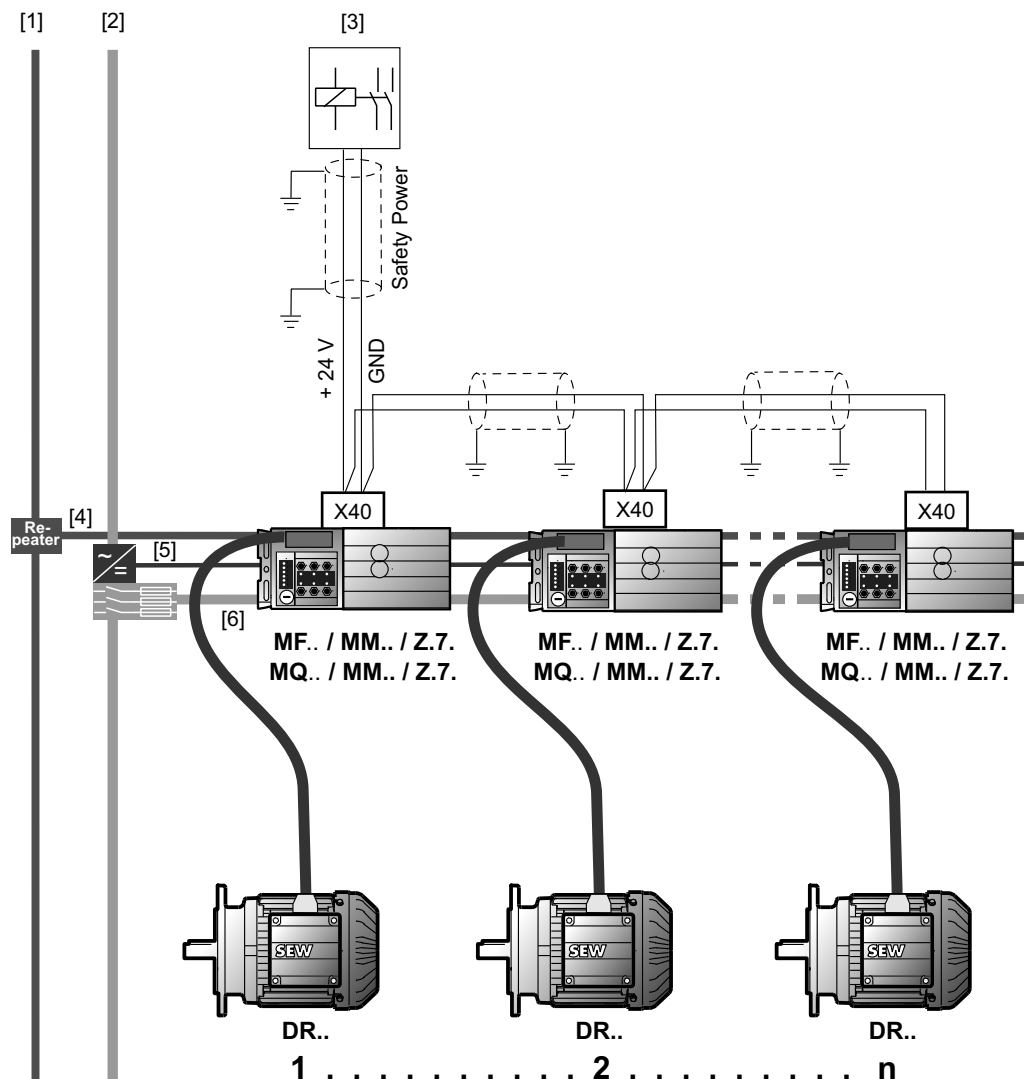 [1]
[2]
[3]
Safety Power
+ 24 V
GND
X40
X40
X40
Re-
peater
[4]
[5]
[6]
MF.. / MM.. / Z.7.
MQ.. / MM.. / Z.7.
MF.. / MM.. / Z.7.
MQ.. / MM.. / Z.7.
MF.. / MM.. / Z.7.
MQ.. / MM.. / Z.7.
SEW
SEW
SEW
DR..
DR..
DR..
1 . . . . . . . . . . 2 . . . . . . . . . . n